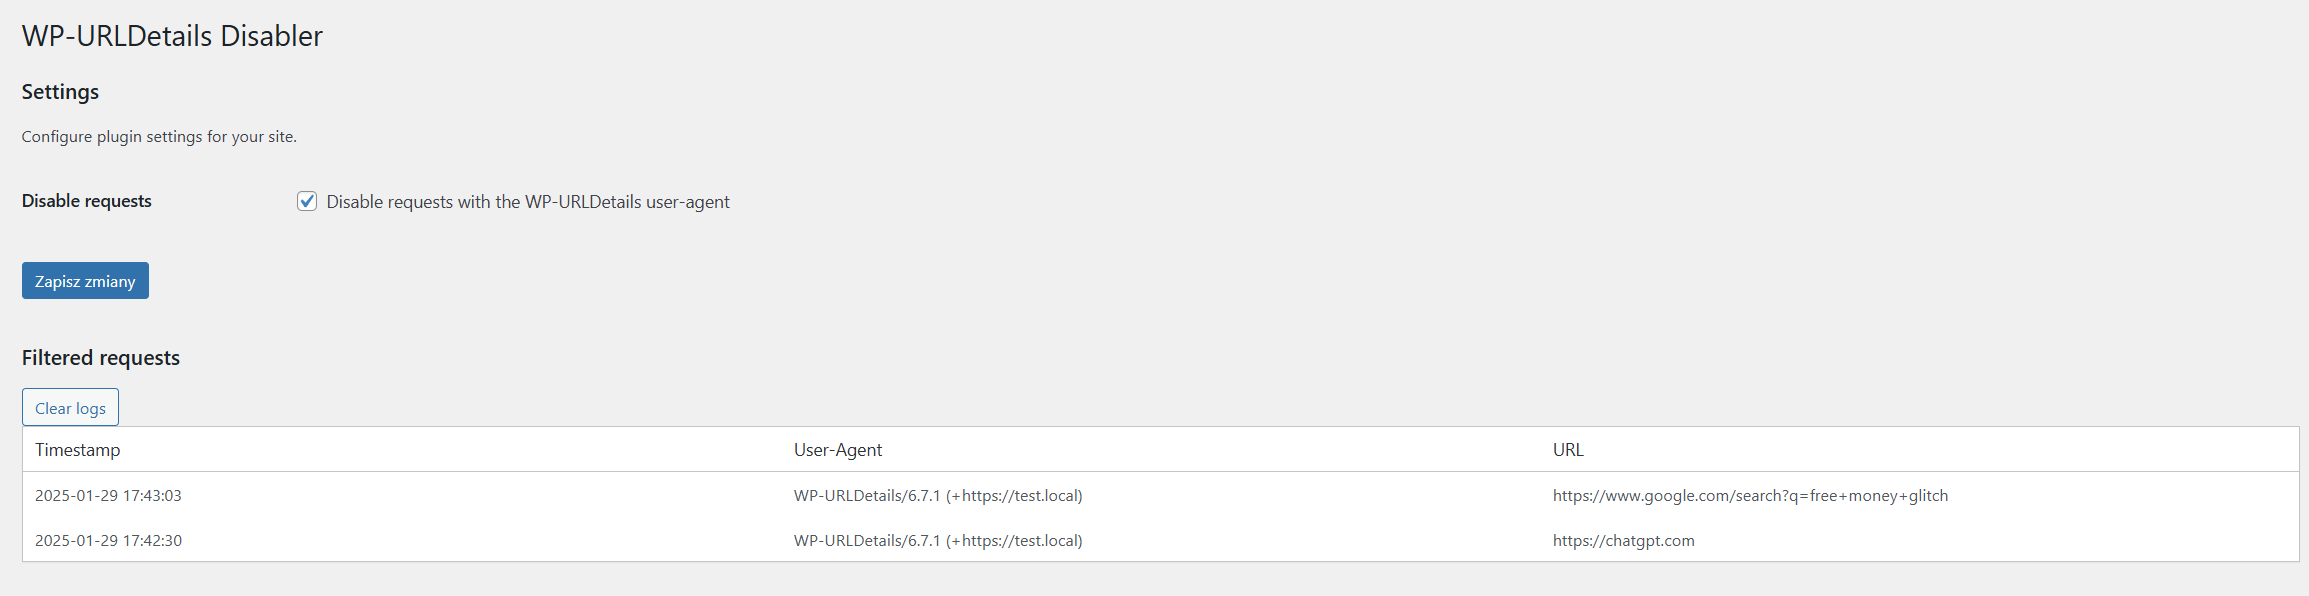 WP-URLDetails Disabler
Settings
Configure plugin settings for your site.
Disable requests Disable requests with the WP-URLDetails user-agent
Zapisz zmiany
Filtered requests
Clear logs
Timestamp User-Agent URL
2025-01-29 17:43:03 WP-URLDetails/6.7.1 (+https://test.local) https://www.google.com/search?q=free+money+glitch
2025-01-29 17:42:30 WP-URLDetails/6.7.1 (+https://test.local) https://chatgpt.com